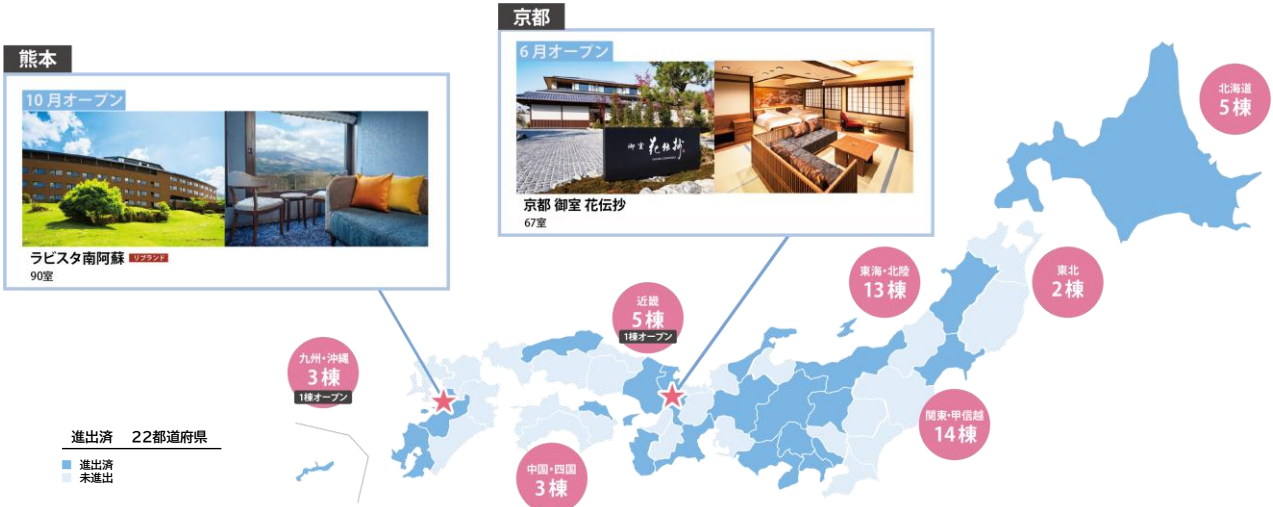 京都
6月オープン
御室 花伝抄
京都 御室 花伝抄
67室
熊本
10月オープン
ラビスタ南阿蘇 リブランド
90室
北海道
5棟
東北
2棟
東海・北陸
13棟
近畿
5棟
1棟オープン
九州・沖縄
3棟
1棟オープン
関東・甲信越
14棟
中国・四国
3棟
進出済 22都道府県
進出済
未進出